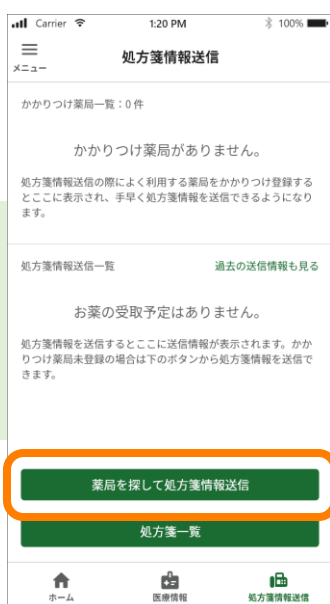 Carrier 1:20 PM 100%
メニュー
処方箋情報送信
かかりつけ薬局一覧：0 件
かかりつけ薬局がありません。
処方箋情報送信の際によく利用する薬局をかかりつけ登録する
とここに表示され、手早く処方箋情報を送信できるようになり
ます。
処方箋情報送信一覧 過去の送信情報も見る
お薬の受取予定はありません。
処方箋情報を送信するとここに送信情報が表示されます。かか
りつけ薬局未登録の場合は下のボタンから処方箋情報を送信で
きます。
薬局を探して処方箋情報送信
処方箋一覧
ホーム 医療情報 処方箋情報送信